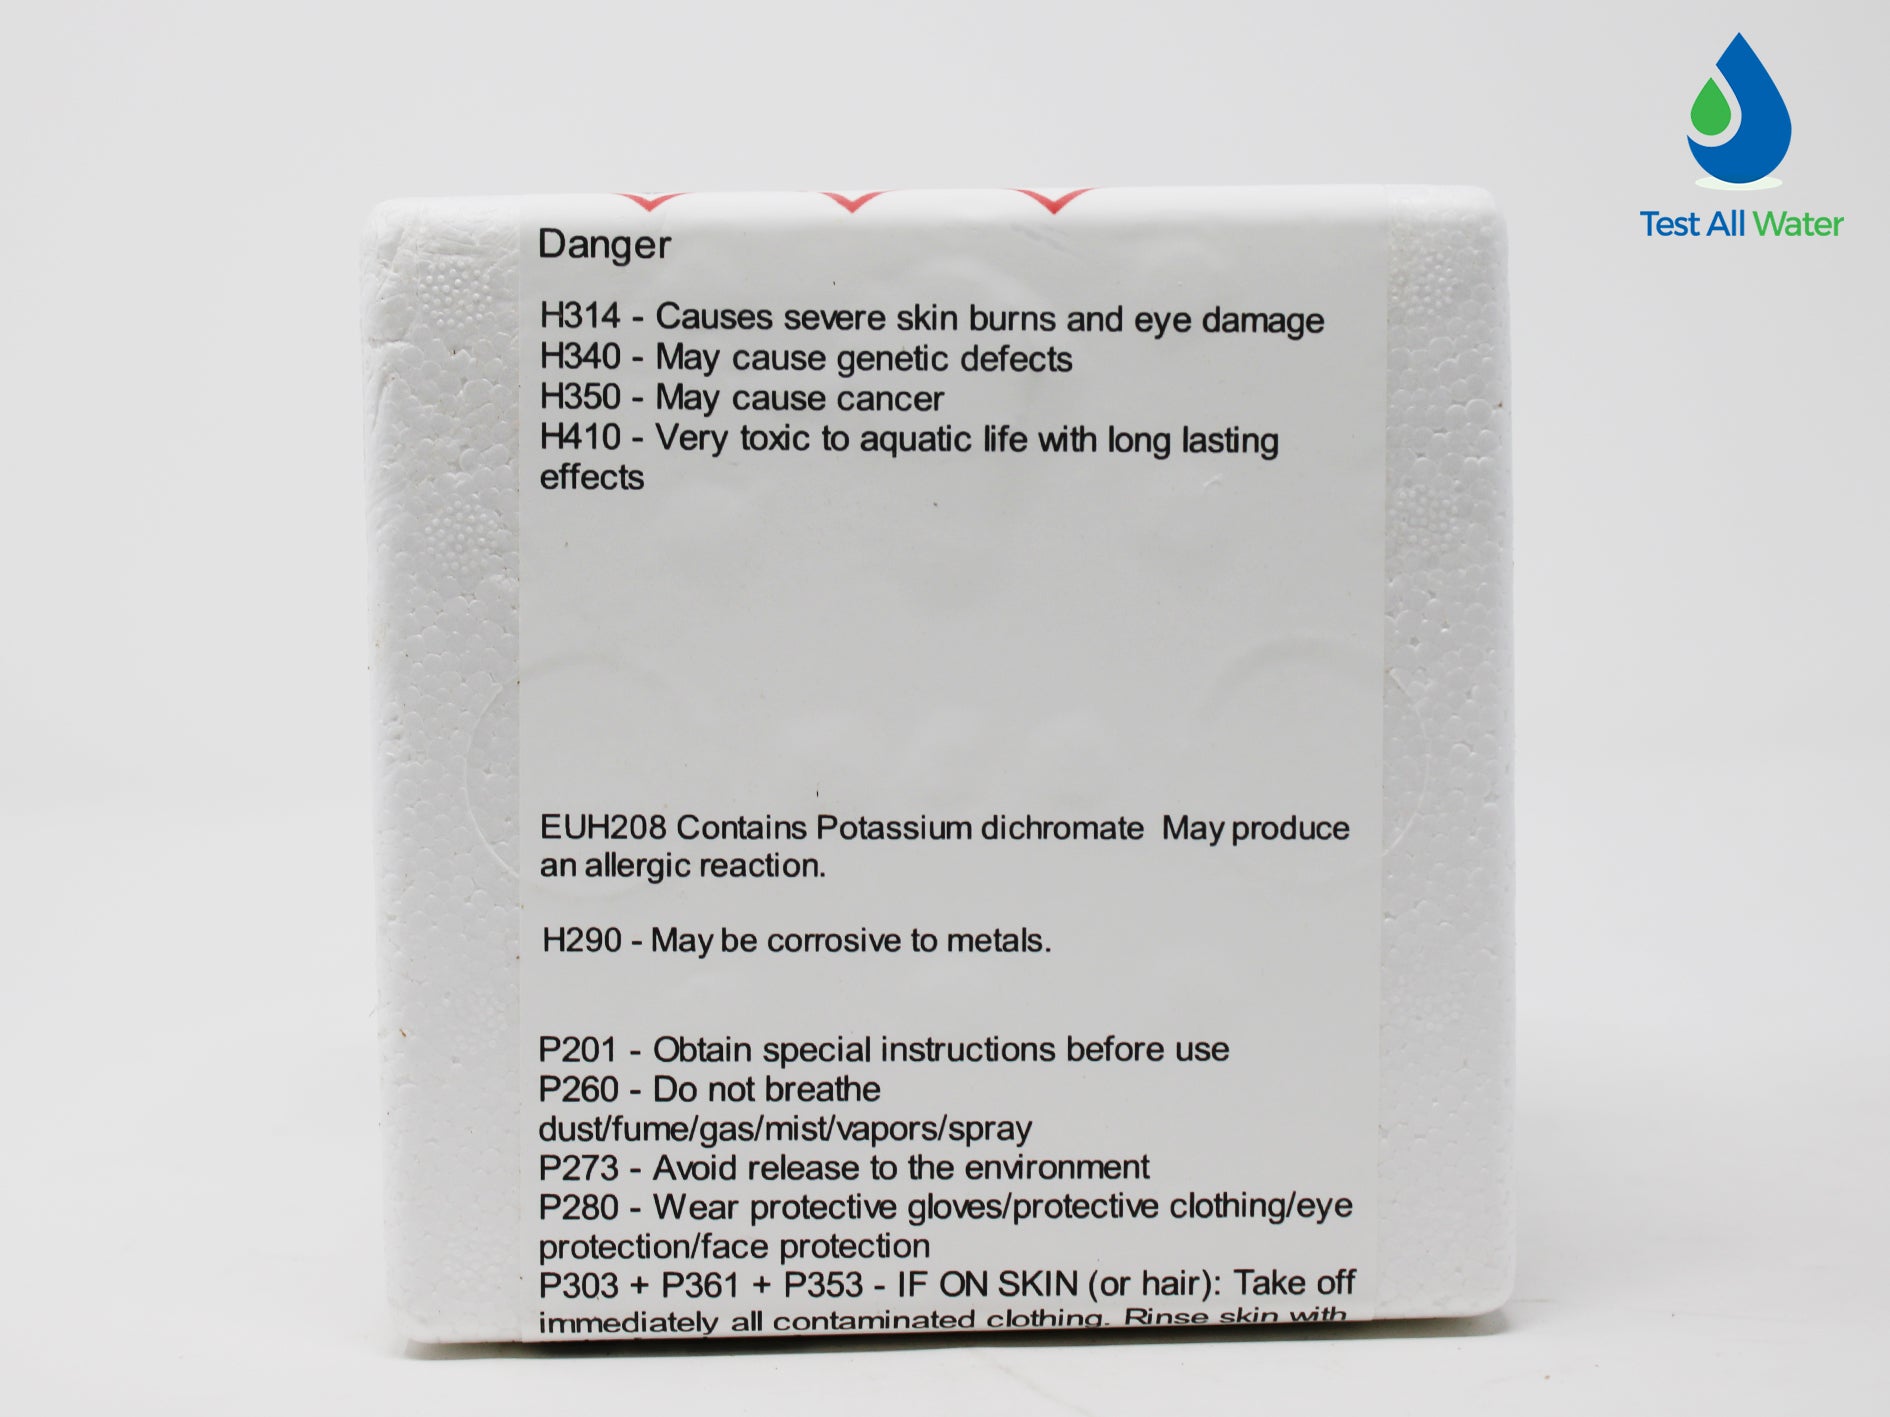 Test All Water
Danger
H314 - Causes severe skin burns and eye damage
H340 - May cause genetic defects
H350 - May cause cancer
H410 - Very toxic to aquatic life with long lasting
effects
EUH208 Contains Potassium dichromate May produce
an allergic reaction.
H290 - May be corrosive to metals.
P201 - Obtain special instructions before use
P260 - Do not breathe
dust/fume/gas/mist/vapors/spray
P273 - Avoid release to the environment
P280 - Wear protective gloves/protective clothing/eye
protection/face protection
P303 + P361 + P353 - IF ON SKIN (or hair): Take off
immediately all contaminated clothing. Rinse skin with